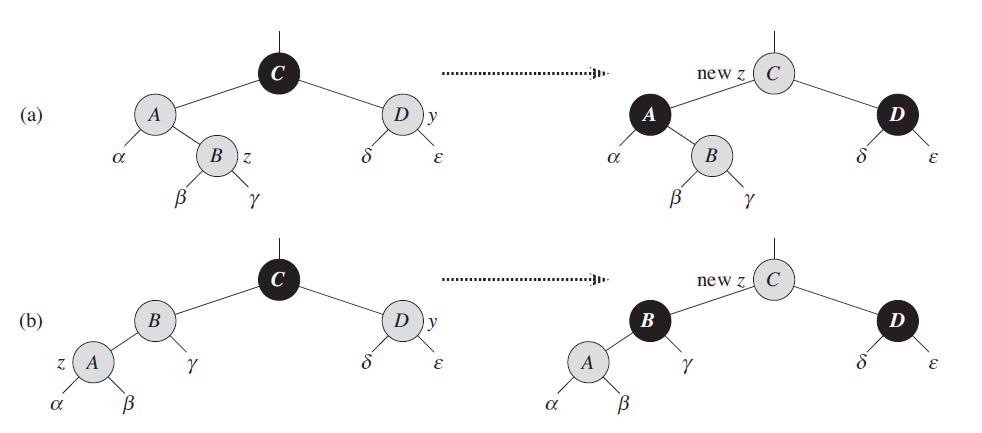 C new z C
(a) A D y A D
α B z δ ε α B δ ε
β γ β γ
C new z C
(b) B D y B D
z A γ δ ε A γ δ ε
α β α β